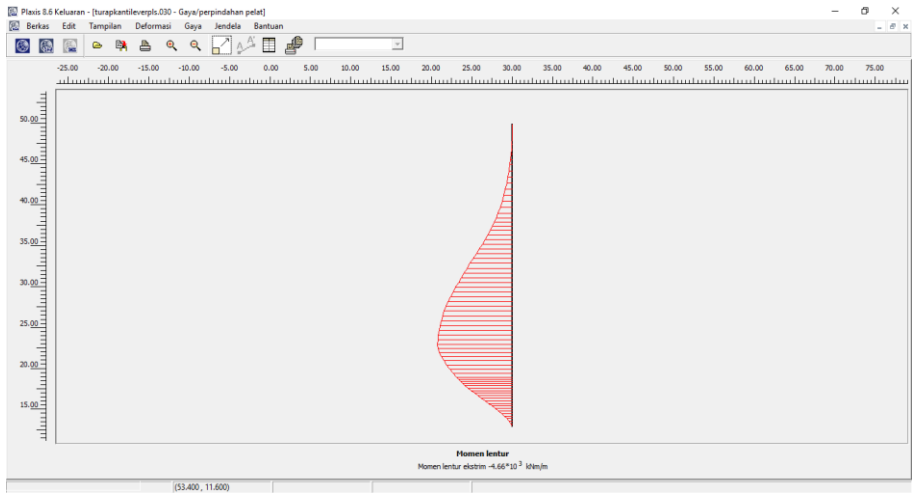 Plaxis 8.6 Keluaran - [turapkantileverpls.030 - Gaya/perpindahan pelat]
Berkas Edit Tampilan Deformasi Gaya Jendela Bantuan
-25.00 -20.00 -15.00 -10.00 -5.00 0.00 5.00 10.00 15.00 20.00 25.00 30.00 35.00 40.00 45.00 50.00 55.00 60.00 65.00 70.00 75.00
50.00
45.00
40.00
35.00
30.00
25.00
20.00
15.00
Momen lentur
Momen lentur ekstrim -4.66*10 3 kNm/m
(53.400 , 11.600)